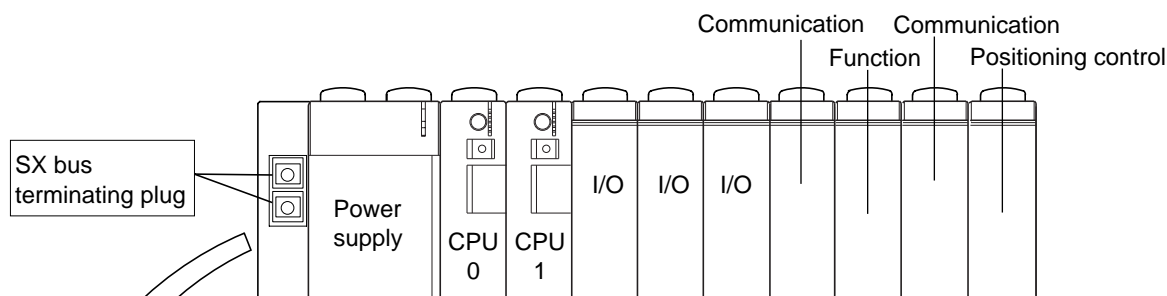 Communication
Communication
Function
Positioning control
SX bus
terminating plug
I/O
I/O
I/O
Power
supply
CPU
0
CPU
1